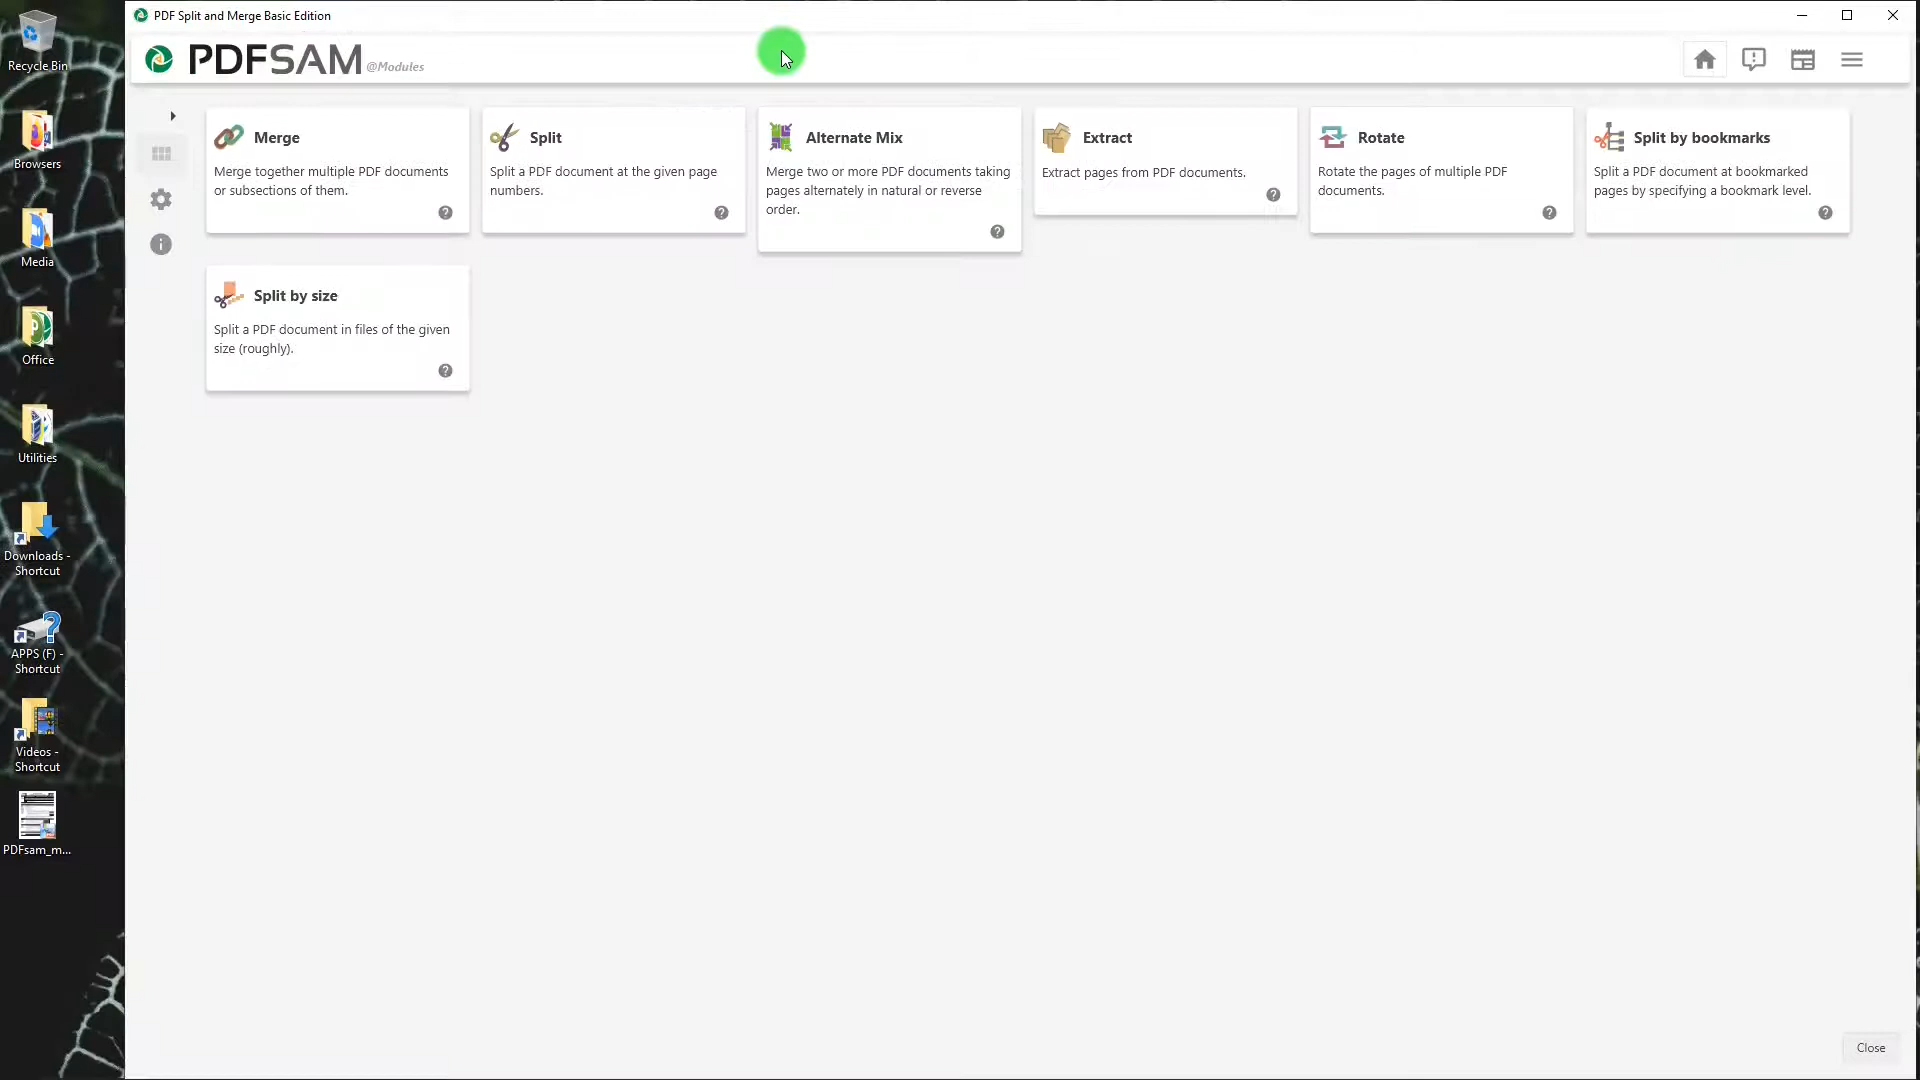 PDF Split and Merge Basic Edition
PDFSAM @Modules
Recycle Bin
Browsers
Media
Office
Utilities
Downloads -
Shortcut
APPS (F) -
Shortcut
Videos -
Shortcut
PDFsam_m...
Merge
Merge together multiple PDF documents
or subsections of them.
Split
Split a PDF document at the given page
numbers.
Alternate Mix
Merge two or more PDF documents taking
pages alternately in natural or reverse
order.
Extract
Extract pages from PDF documents.
Rotate
Rotate the pages of multiple PDF
documents.
Split by bookmarks
Split a PDF document at bookmarked
pages by specifying a bookmark level.
Split by size
Split a PDF document in files of the given
size (roughly).
Close